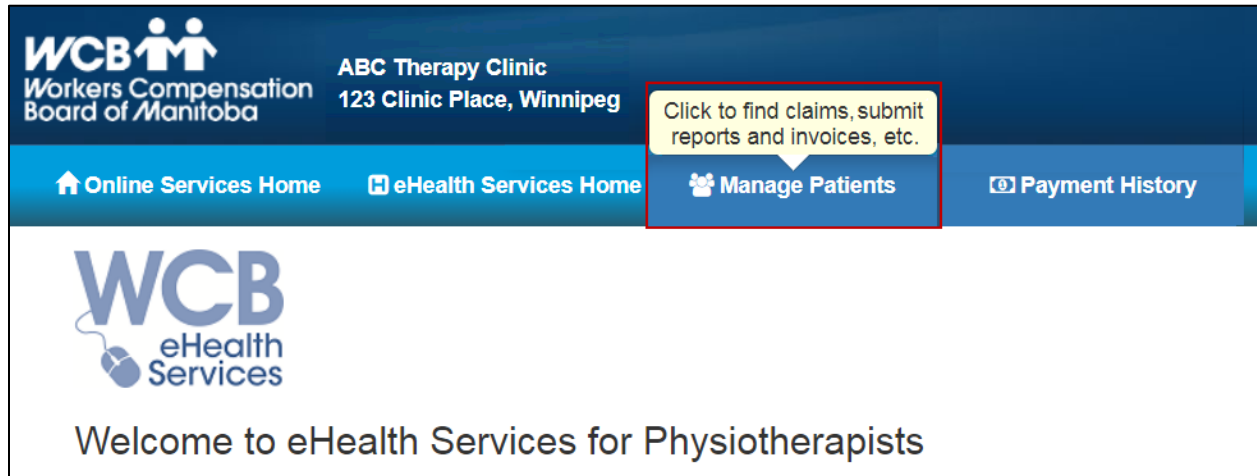 WCB
Workers Compensation
Board of Manitoba
ABC Therapy Clinic
123 Clinic Place, Winnipeg
Click to find claims, submit
reports and invoices, etc.
Online Services Home
H eHealth Services Home
Manage Patients
Payment History
WCB
eHealth
Services
Welcome to eHealth Services for Physiotherapists